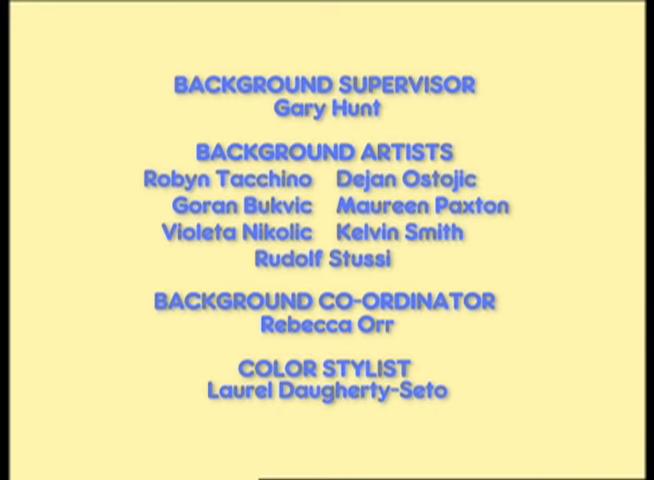 BACKGROUND SUPERVISOR
Gary Hunt
BACKGROUND ARTISTS
Robyn Tacchino Dejan Ostojic
Goran Bukvic Maureen Paxton
Violeta Nikolic Kelvin Smith
Rudolf Stussi
BACKGROUND CO-ORDINATOR
Rebecca Orr
COLOR STYLIST
Laurel Daugherty-Seto